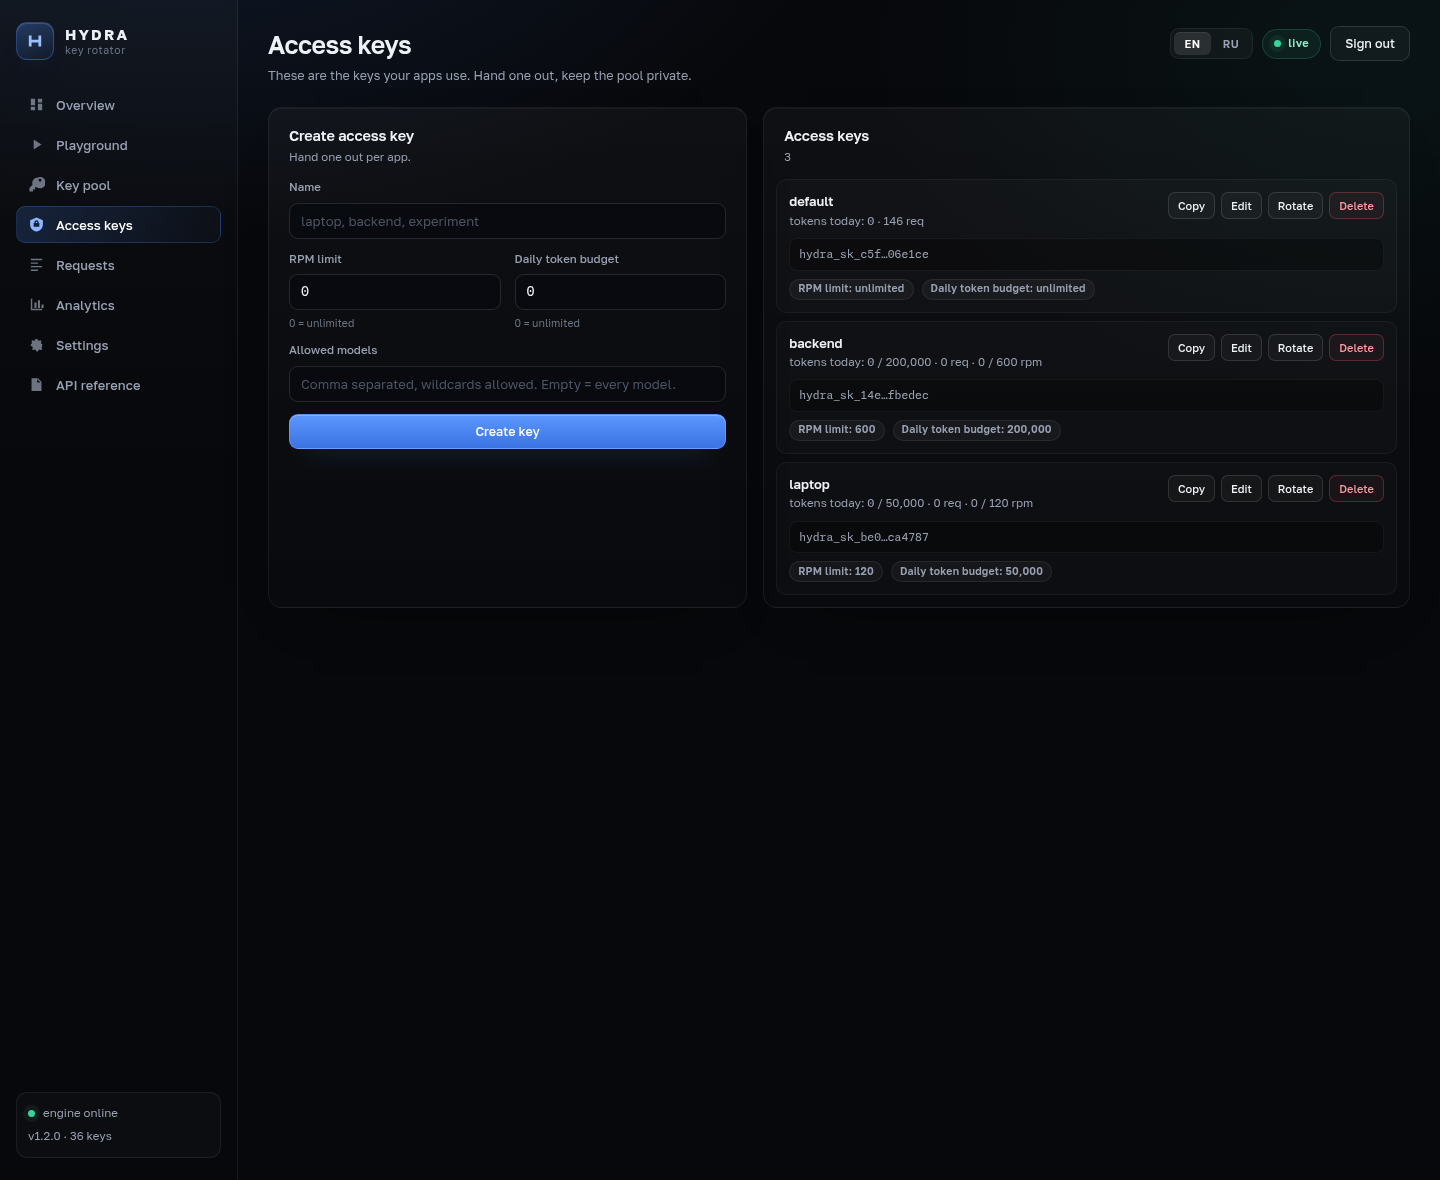 HYDRA
key rotator
Overview
Playground
Key pool
Access keys
Requests
Analytics
Settings
API reference
engine online
v1.2.0 · 36 keys
Access keys
These are the keys your apps use. Hand one out, keep the pool private.
EN RU
live
Sign out
Create access key
Hand one out per app.
Name
laptop, backend, experiment
RPM limit Daily token budget
0 0
0 = unlimited 0 = unlimited
Allowed models
Comma separated, wildcards allowed. Empty = every model.
Create key
Access keys
3
default
tokens today: 0 · 146 req
Copy Edit Rotate Delete
hydra_sk_c5f…06e1ce
RPM limit: unlimited Daily token budget: unlimited
backend
tokens today: 0 / 200,000 · 0 req · 0 / 600 rpm
Copy Edit Rotate Delete
hydra_sk_14e…fbedec
RPM limit: 600 Daily token budget: 200,000
laptop
tokens today: 0 / 50,000 · 0 req · 0 / 120 rpm
Copy Edit Rotate Delete
hydra_sk_be0…ca4787
RPM limit: 120 Daily token budget: 50,000